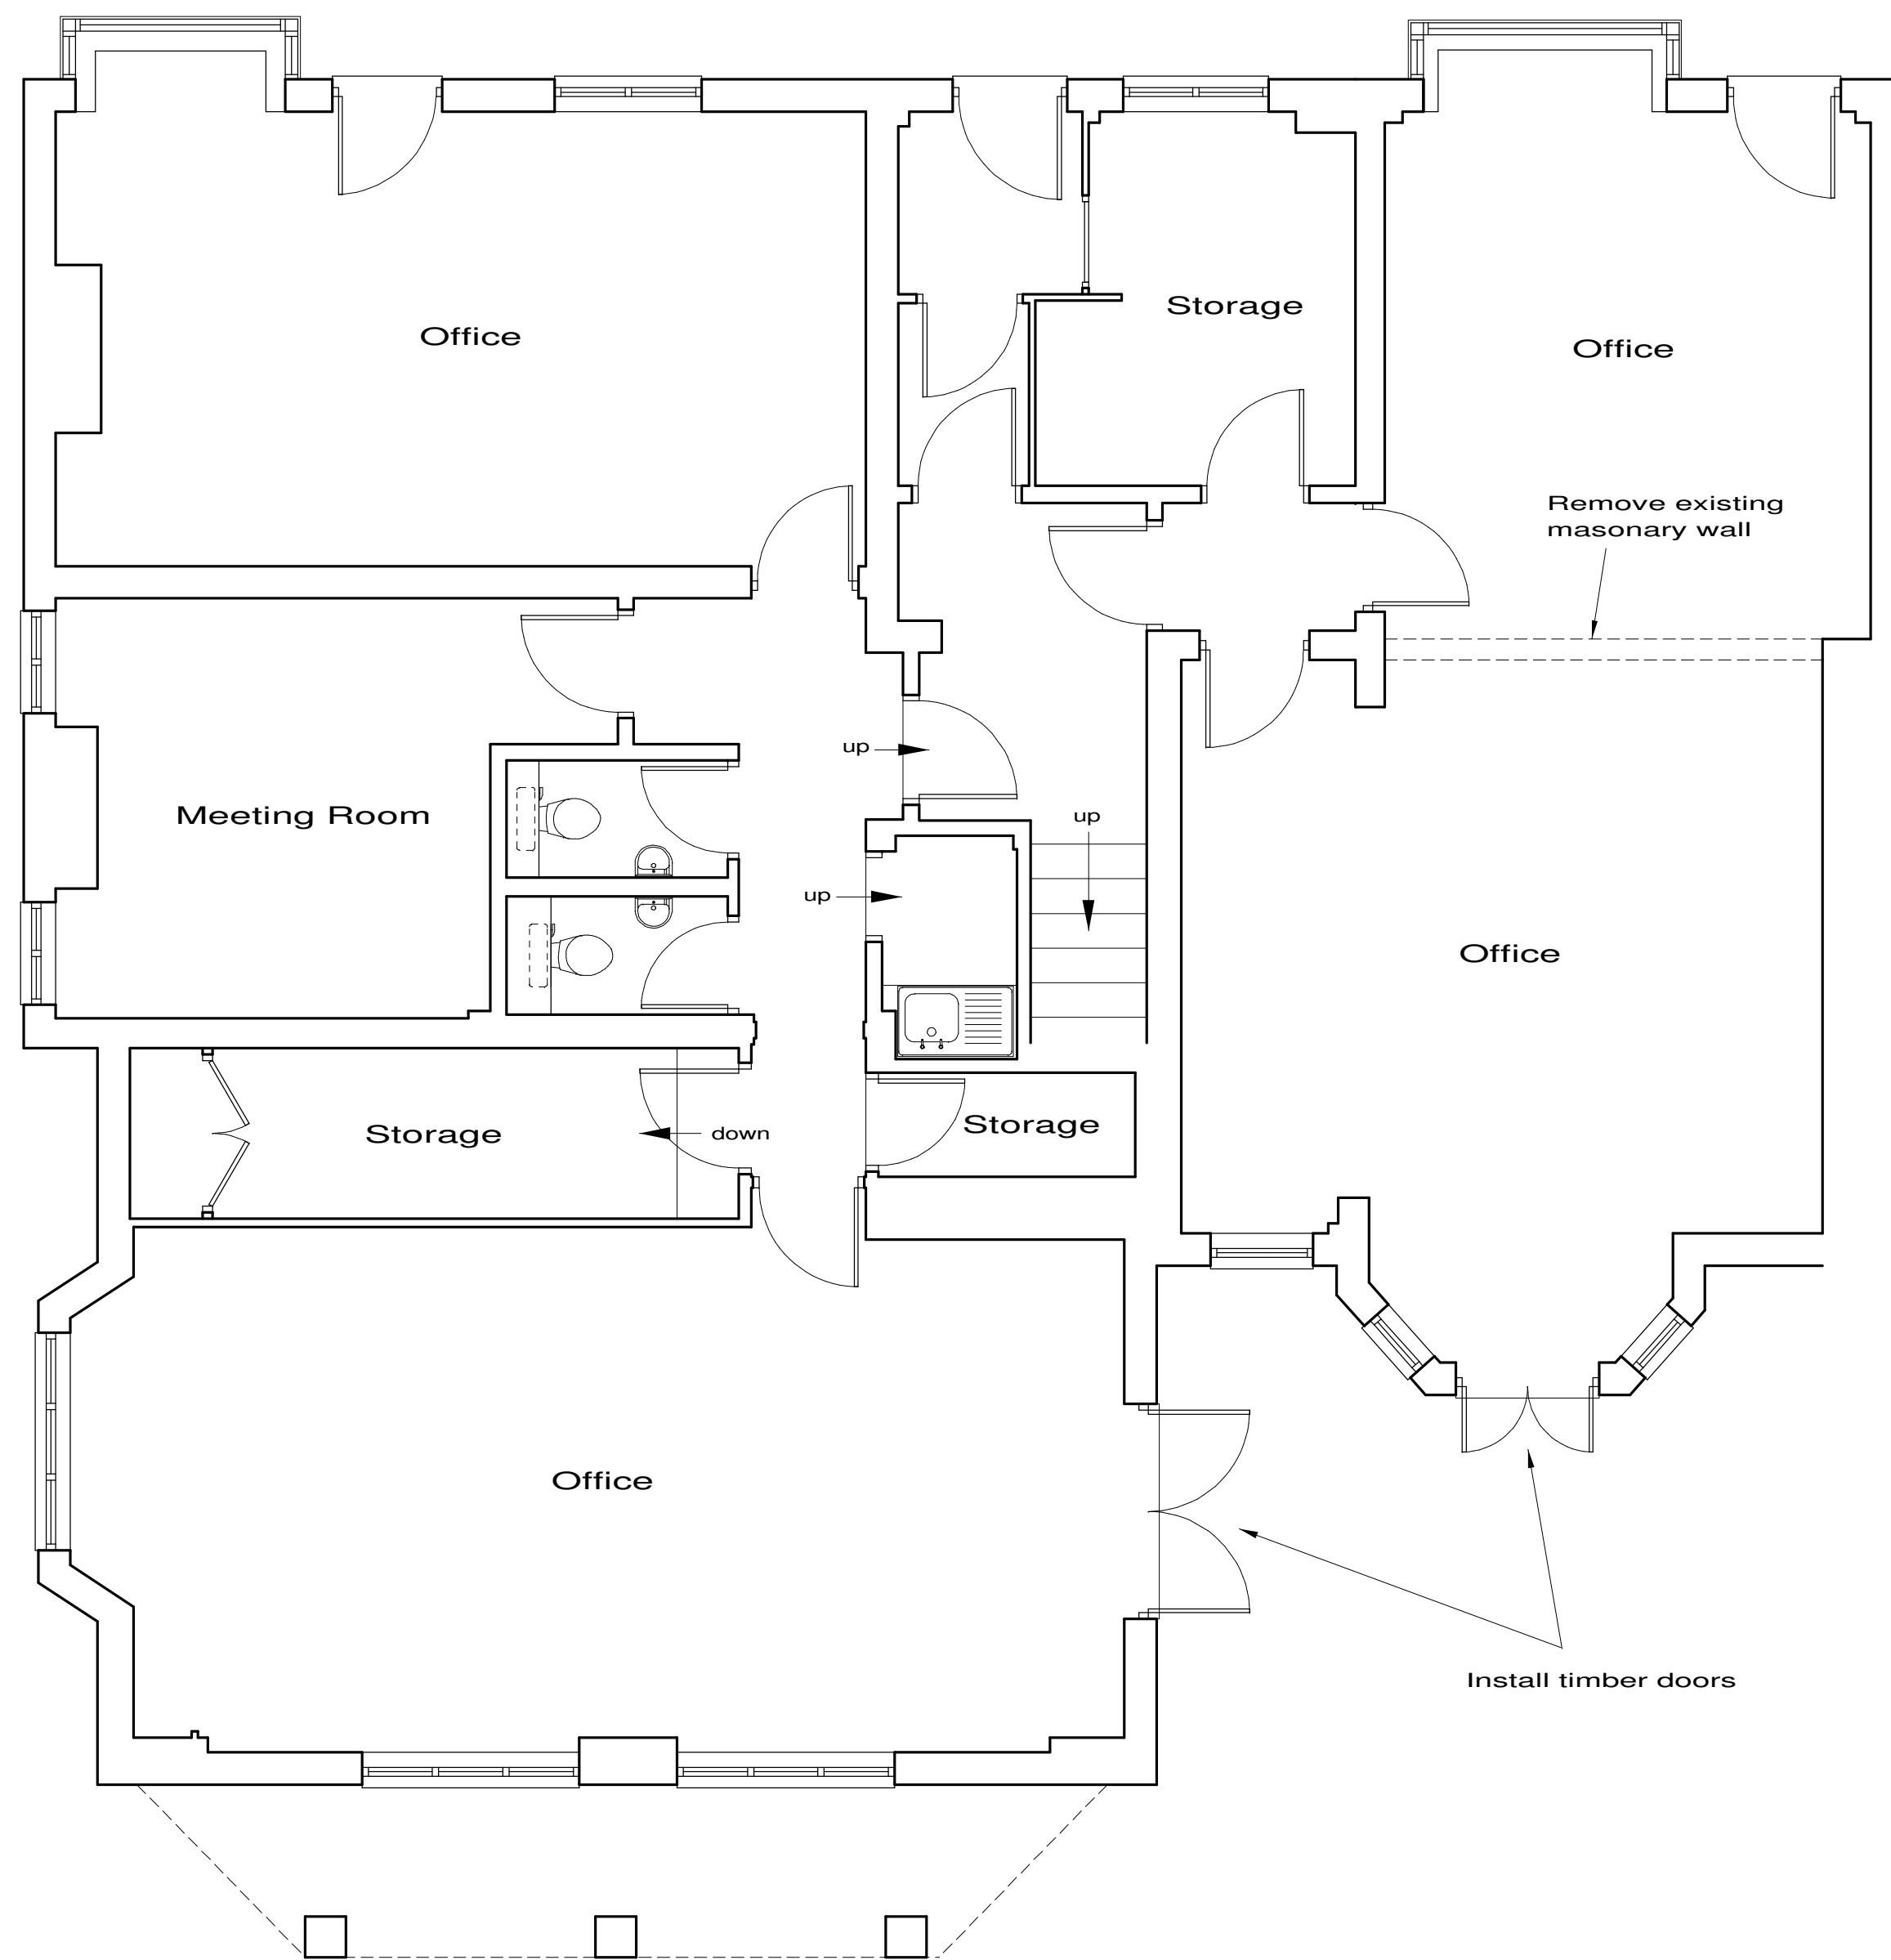 Storage
Office
Office
Remove existing
masonary wall
up
Meeting Room
up
up
Office
Storage
down
Storage
Office
Install timber doors